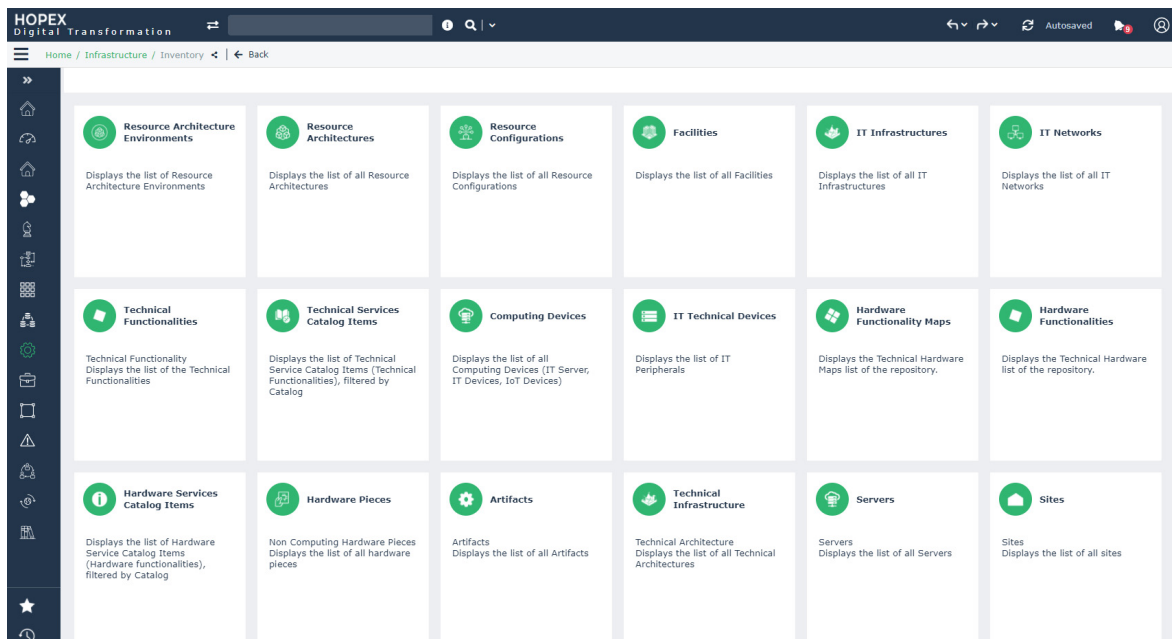 HOPEX
Digital Transformation
Autosaved
9
Home / Infrastructure / Inventory
Back
Resource Architecture
Environments
Displays the list of Resource
Architecture Environments
Resource
Architectures
Displays the list of all Resource
Architectures
Resource
Configurations
Displays the list of all Resource
Configurations
Facilities
Displays the list of all Facilities
IT Infrastructures
Displays the list of all IT
Infrastructures
IT Networks
Displays the list of all IT
Networks
Technical
Functionalities
Technical Functionality
Displays the list of the Technical
Functionalities
Technical Services
Catalog Items
Displays the list of Technical
Service Catalog Items (Technical
Functionalities), filtered by
Catalog
Computing Devices
Displays the list of all
Computing Devices (IT Server,
IT Devices, IoT Devices)
IT Technical Devices
Displays the list of IT
Peripherals
Hardware
Functionality Maps
Displays the Technical Hardware
Maps list of the repository.
Hardware
Functionalities
Displays the Technical Hardware
list of the repository.
Hardware Services
Catalog Items
Displays the list of Hardware
Service Catalog Items
(Hardware functionalities),
filtered by Catalog
Hardware Pieces
Non Computing Hardware Pieces
Displays the list of all hardware
pieces
Artifacts
Artifacts
Displays the list of all Artifacts
Technical
Infrastructure
Technical Architecture
Displays the list of all Technical
Architectures
Servers
Servers
Displays the list of all Servers
Sites
Sites
Displays the list of all sites